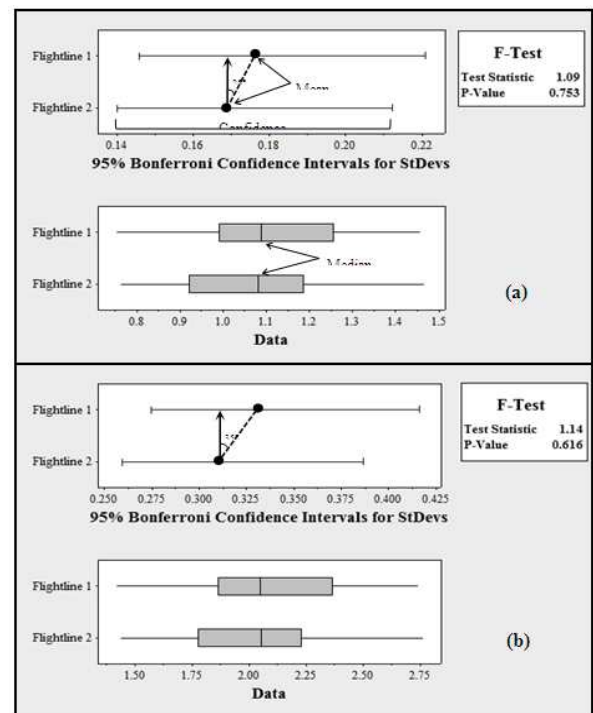 Flightline 1
Flightline 2
0.14 0.16 0.18 0.20 0.22
95% Bonferroni Confidence Intervals for StDevs
F-Test
Test Statistic 1.09
P-Value 0.753
Flightline 1
Flightline 2
0.8 0.9 1.0 1.1 1.2 1.3 1.4 1.5
Data
(a)
Flightline 1
Flightline 2
0.250 0.275 0.300 0.325 0.350 0.375 0.400 0.425
95% Bonferroni Confidence Intervals for StDevs
F-Test
Test Statistic 1.14
P-Value 0.616
Flightline 1
Flightline 2
1.50 1.75 2.00 2.25 2.50 2.75
Data
(b)